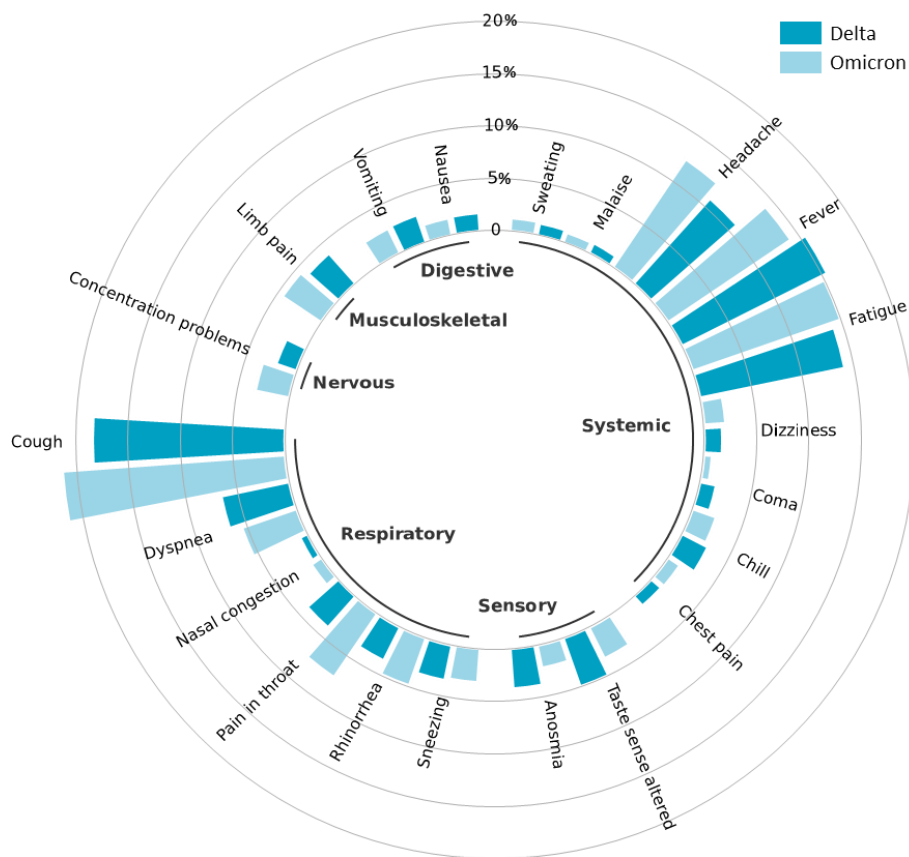 20%
15%
10%
5%
0
Delta
Omicron
Headache
Fever
Fatigue
Sweating
Malaise
Nausea
Vomiting
Limb pain
Concentration problems
Digestive
Musculoskeletal
Nervous
Systemic
Dizziness
Coma
Chill
Chest pain
Cough
Respiratory
Dyspnea
Nasal congestion
Sensory
Pain in throat
Rhinorrhea
Sneezing
Anosmia
Taste sense altered